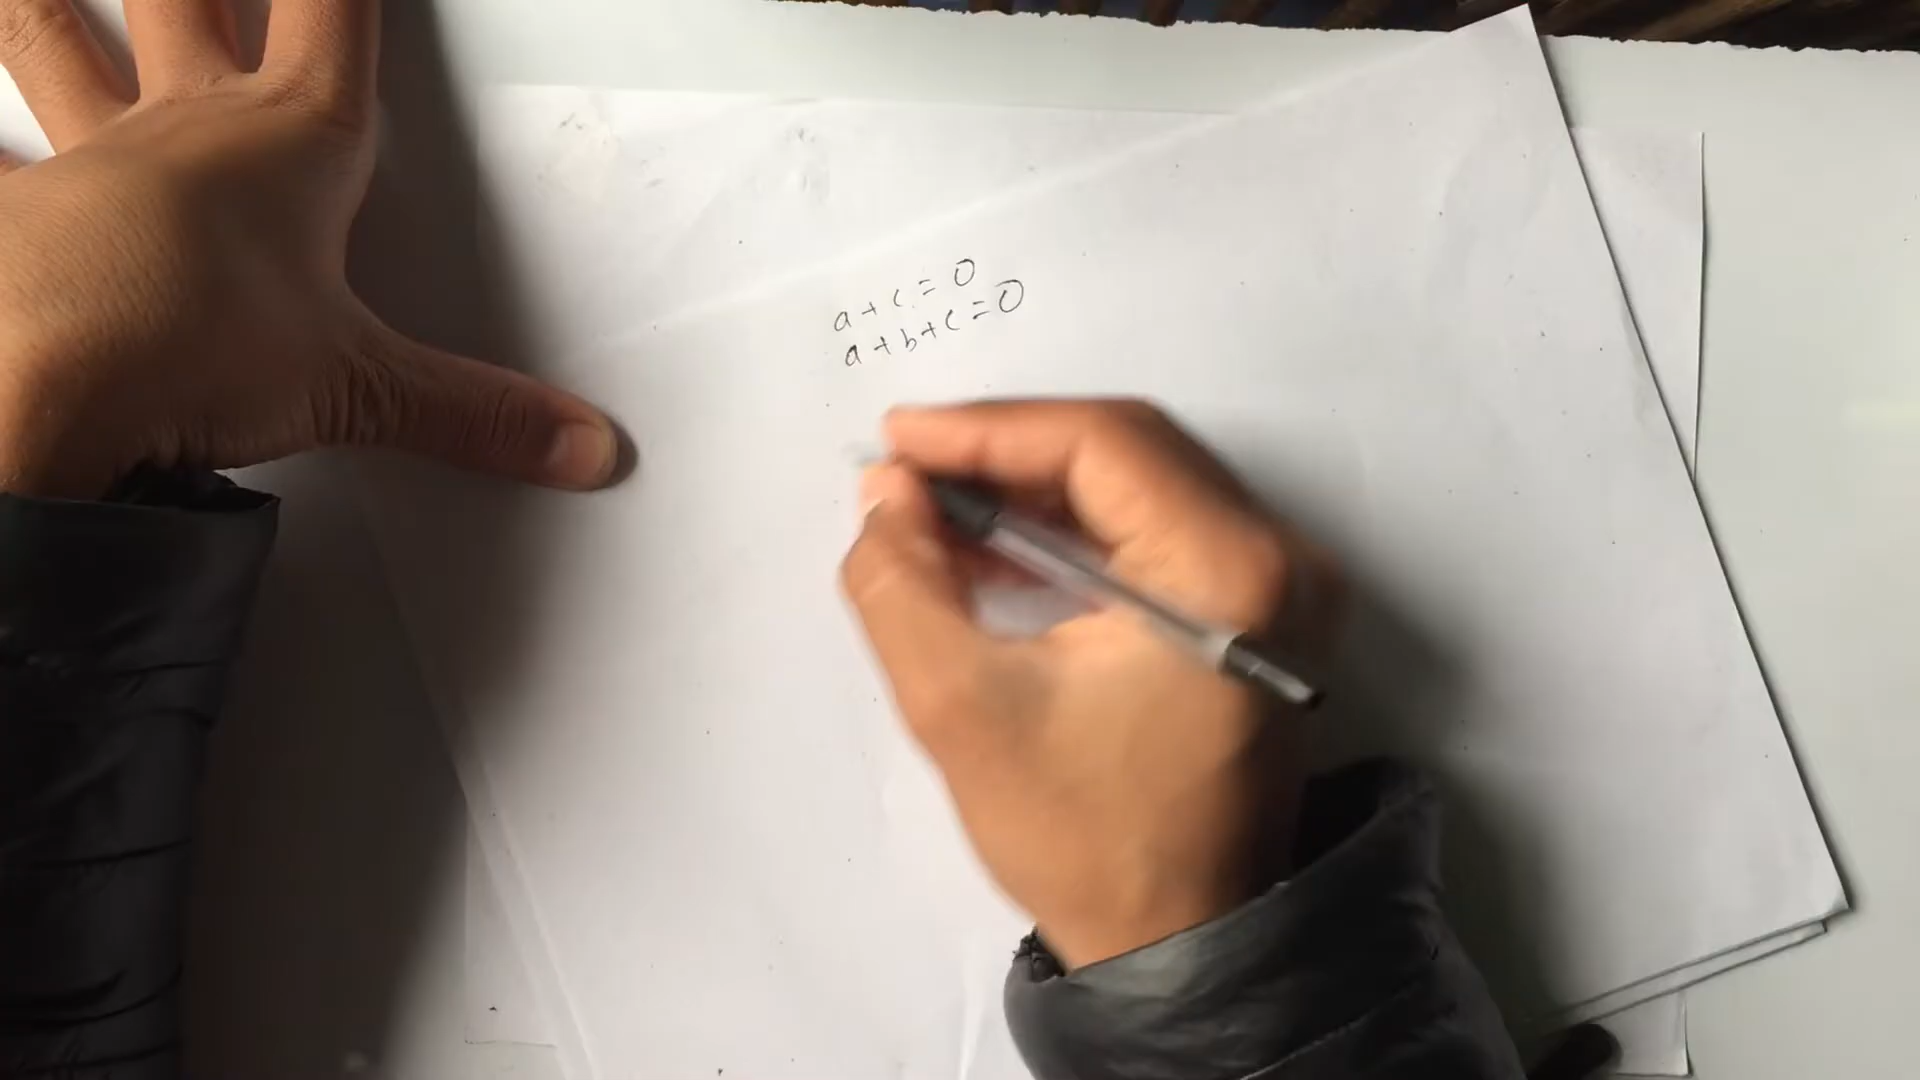 a + c = 0
a + b + c = 0